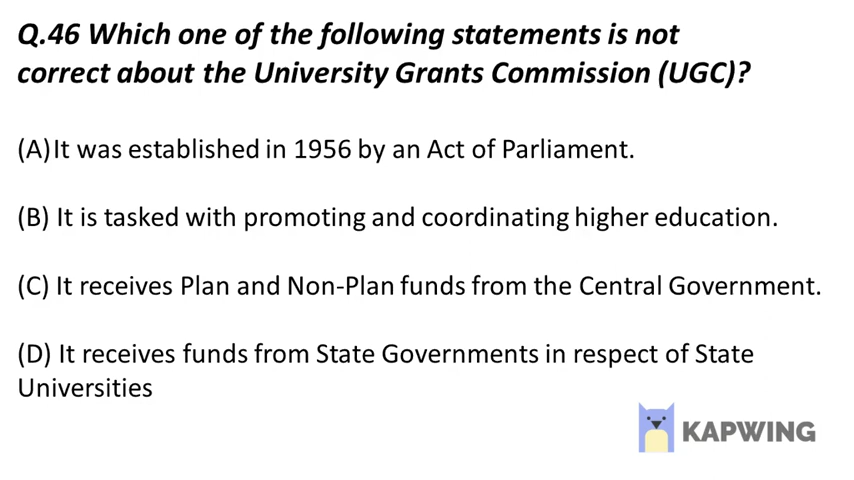 Q.46 Which one of the following statements is not
correct about the University Grants Commission (UGC)?
(A)It was established in 1956 by an Act of Parliament.
(B) It is tasked with promoting and coordinating higher education.
(C) It receives Plan and Non-Plan funds from the Central Government.
(D) It receives funds from State Governments in respect of State
Universities
KAPWING